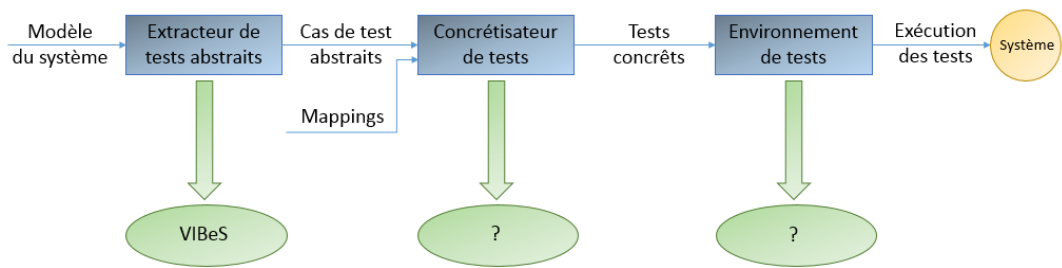 Modèle
du système
Extracteur de
tests abstraits
Cas de test
abstraits
Mappings
Concrétisateur
de tests
Tests
concrêts
Environnement
de tests
Exécution
des tests
Système
VIBeS
?
?